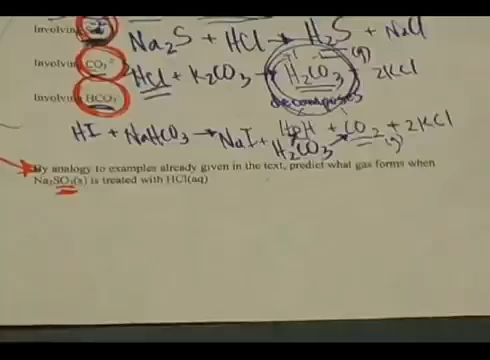 Involving
Na2S + HCl → H2S + NaCl
(g)
Involving CO3
2HCl + K2CO3 → H2CO3 + 2KCl
decomposes
Involving HCO3
HI + NaHCO3 → NaI + H2CO3 → CO2 + 2KCl
(g)
By analogy to examples already given in the text, predict what gas forms when
Na2SO3(s) is treated with HCl(aq)